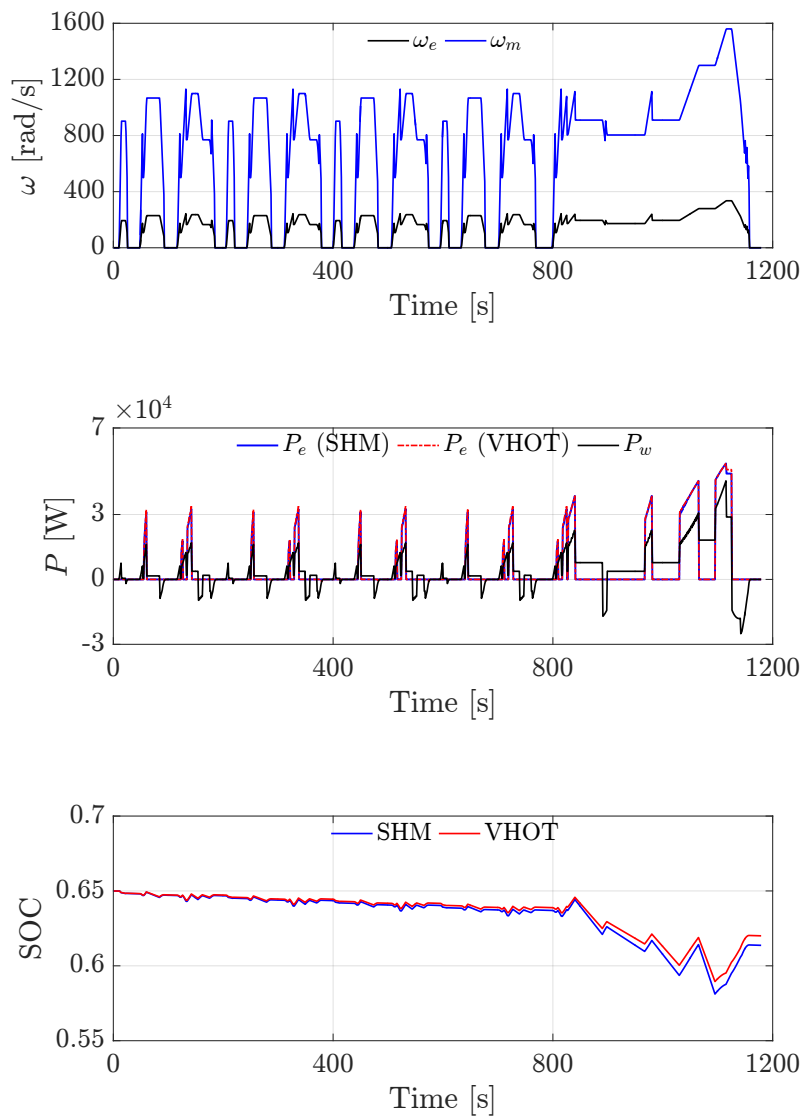 1600
ω_e ω_m
1200
800
400
0
ω [rad/s]
0 400 800 1200
Time [s]
×10^4
7
P_e (SHM) P_e (VHOT) P_w
3
0
-3
P [W]
0 400 800 1200
Time [s]
0.7
SHM VHOT
0.65
0.6
0.55
SOC
0 400 800 1200
Time [s]